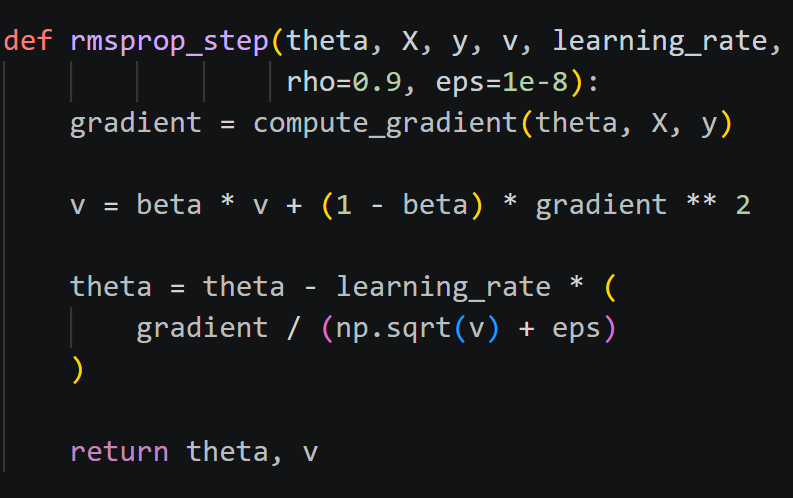 def rmsprop_step(theta, X, y, v, learning_rate,
                 rho=0.9, eps=1e-8):
    gradient = compute_gradient(theta, X, y)

    v = beta * v + (1 - beta) * gradient ** 2

    theta = theta - learning_rate * (
        gradient / (np.sqrt(v) + eps)
    )

    return theta, v